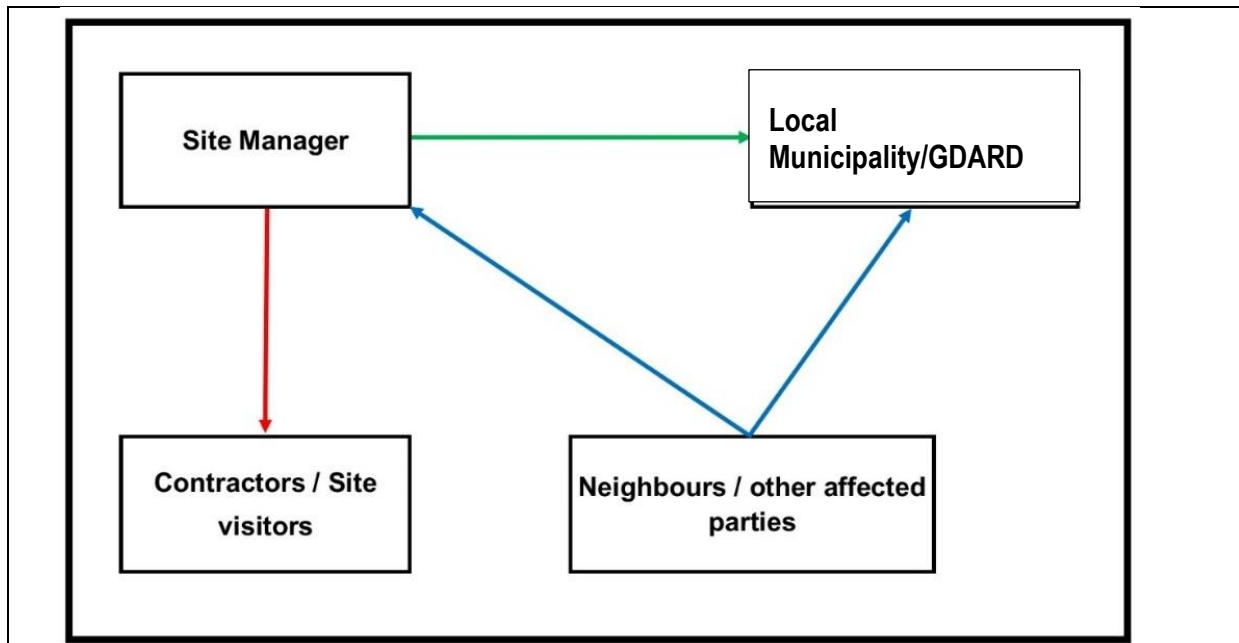 Site Manager
Local
Municipality/GDARD
Contractors / Site
visitors
Neighbours / other affected
parties